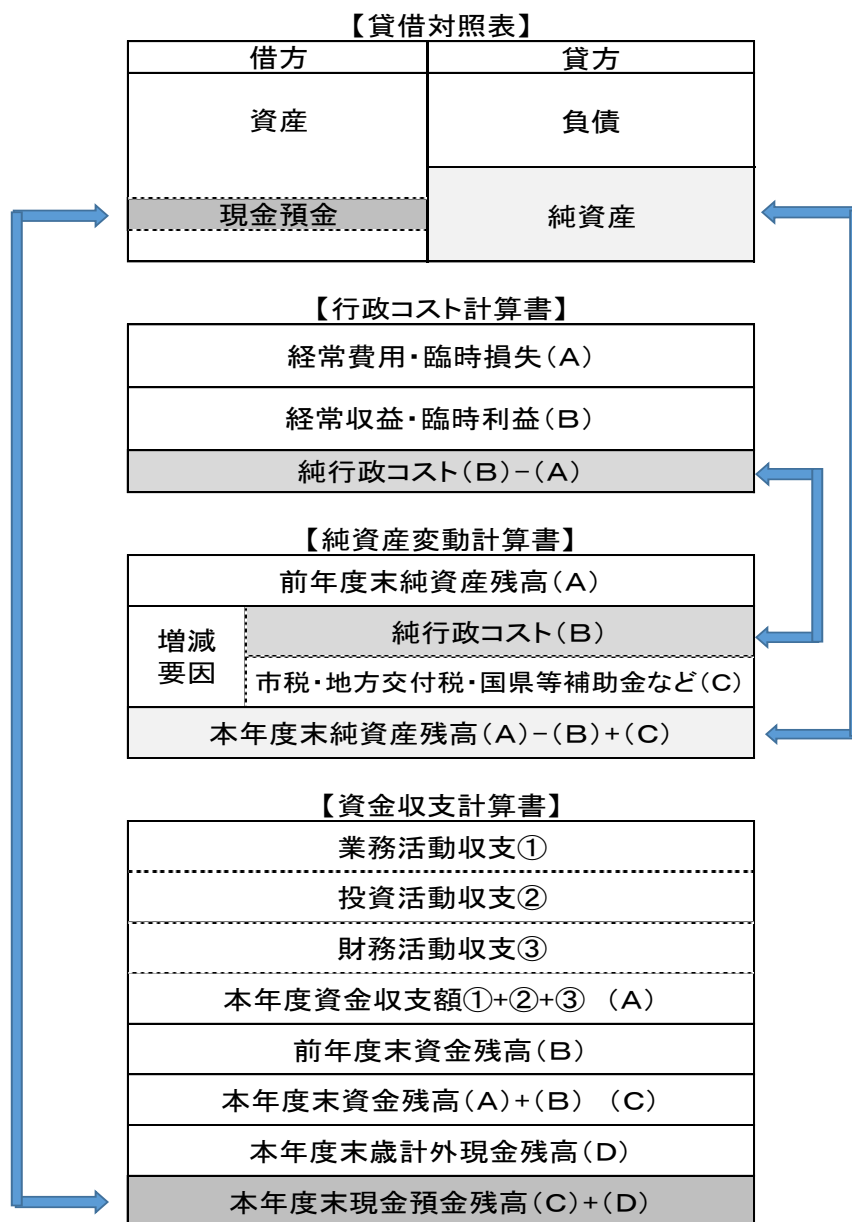 【貸借対照表】
借方 貸方
資産 負債
現金預金 純資産
【行政コスト計算書】
経常費用・臨時損失(A)
経常収益・臨時利益(B)
純行政コスト(B)-(A)
【純資産変動計算書】
前年度末純資産残高(A)
増減
要因
純行政コスト(B)
市税・地方交付税・国県等補助金など(C)
本年度末純資産残高(A)-(B)+(C)
【資金収支計算書】
業務活動収支①
投資活動収支②
財務活動収支③
本年度資金収支額①+②+③ (A)
前年度末資金残高(B)
本年度末資金残高(A)+(B) (C)
本年度末歳計外現金残高(D)
本年度末現金預金残高(C)+(D)